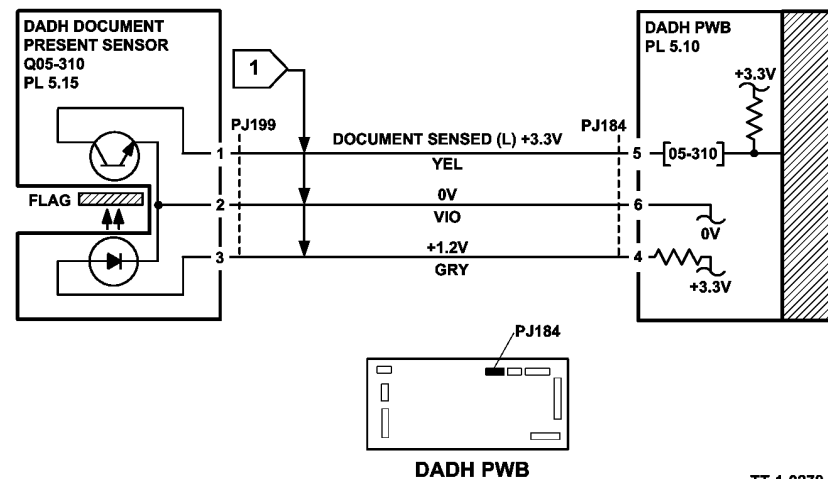 DADH DOCUMENT
PRESENT SENSOR
Q05-310
PL 5.15
1
DADH PWB
PL 5.10
+3.3V
PJ199
PJ184
DOCUMENT SENSED (L) +3.3V
1
5
[05-310]
YEL
FLAG
0V
2
6
VIO
0V
+1.2V
3
4
GRY
+3.3V
PJ184
DADH PWB